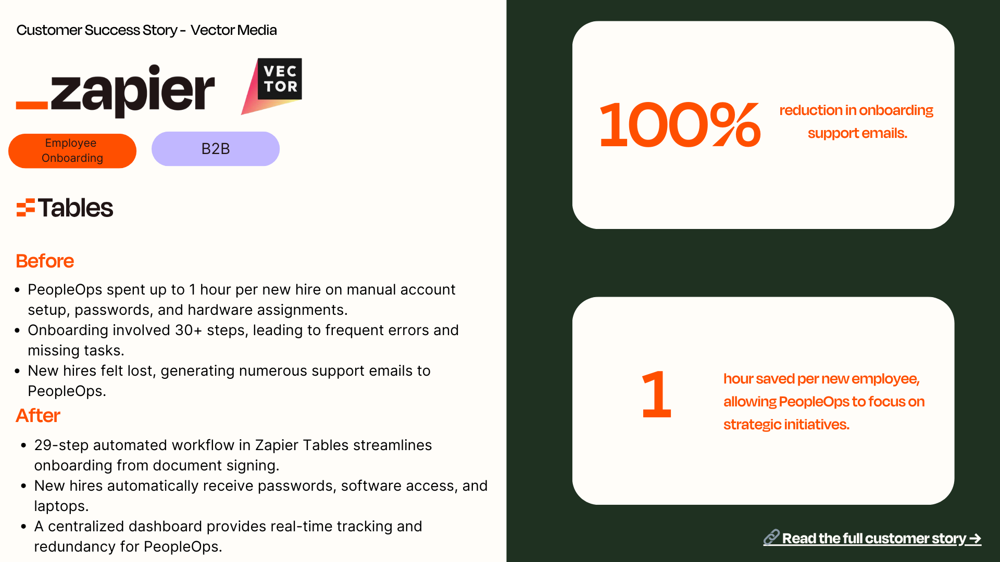 Customer Success Story - Vector Media
_zapier
VEC
TOR
Employee
Onboarding
B2B
Tables
Before
• PeopleOps spent up to 1 hour per new hire on manual account
setup, passwords, and hardware assignments.
• Onboarding involved 30+ steps, leading to frequent errors and
missing tasks.
• New hires felt lost, generating numerous support emails to
PeopleOps.
After
• 29-step automated workflow in Zapier Tables streamlines
onboarding from document signing.
• New hires automatically receive passwords, software access, and
laptops.
• A centralized dashboard provides real-time tracking and
redundancy for PeopleOps.
100%
reduction in onboarding
support emails.
1
hour saved per new employee,
allowing PeopleOps to focus on
strategic initiatives.
🔗 Read the full customer story →